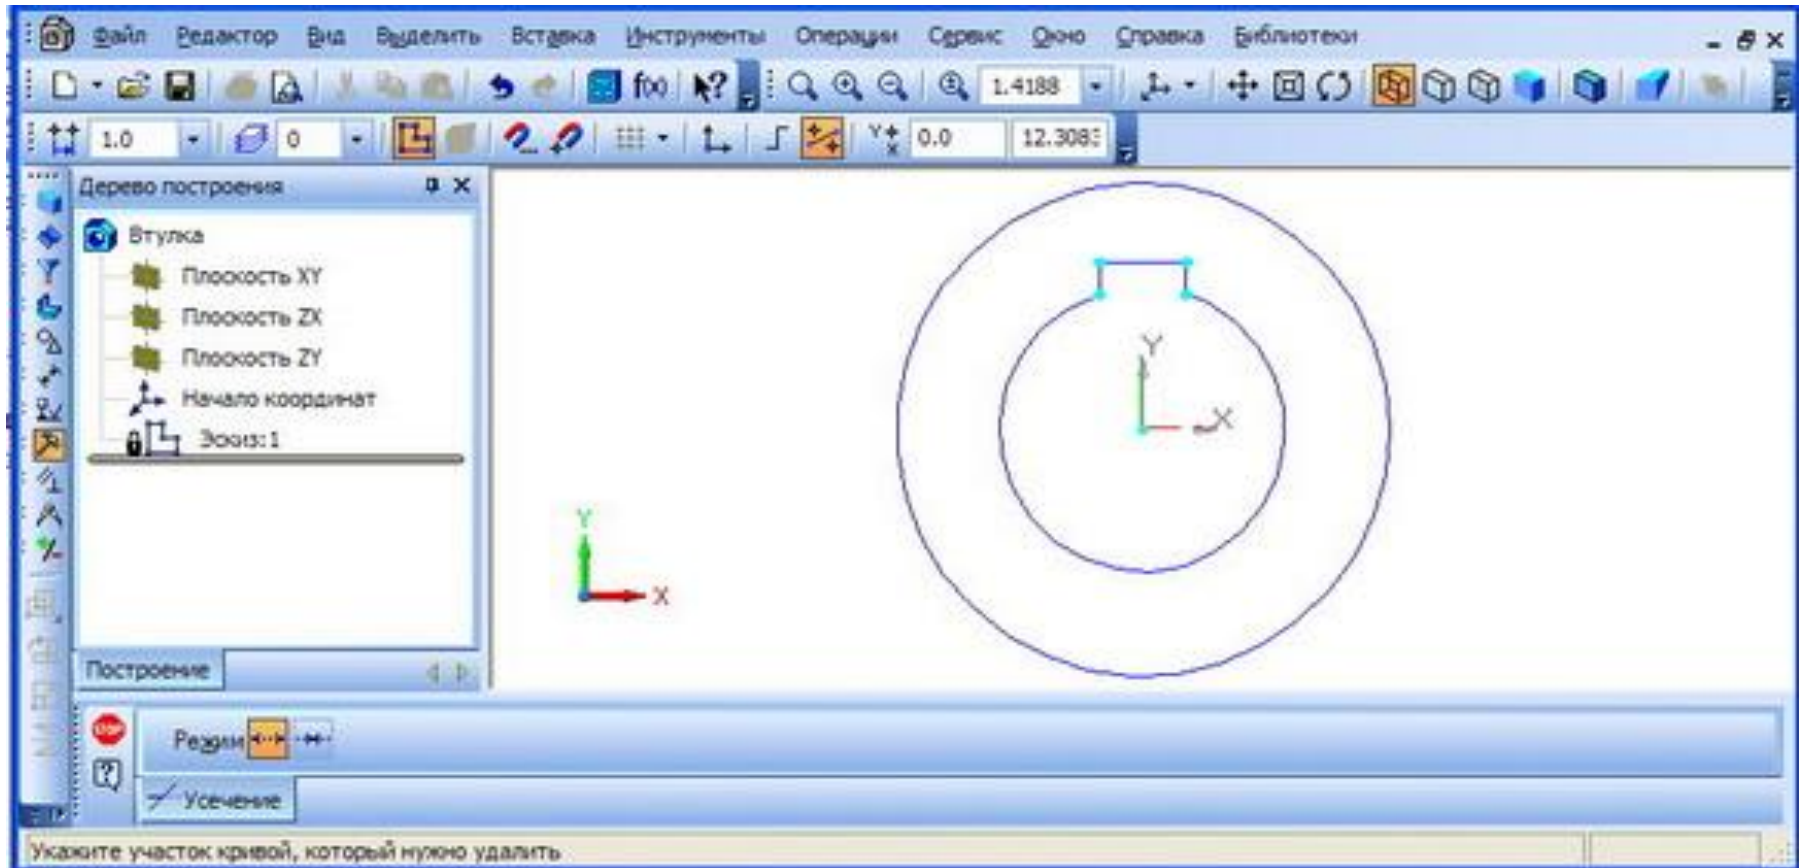 Файл Редактор Вид Выделить Вставка Инструменты Операции Сервис Окно Справка Библиотеки
f(x) 1.4188
1.0 0 0.0 12.3083
Дерево построения
Втулка
Плоскость XY
Плоскость ZX
Плоскость ZY
Начало координат
Эскиз:1
Y
X
Y
X
Построение
STOP Режим
Усечение
Укажите участок кривой, который нужно удалить